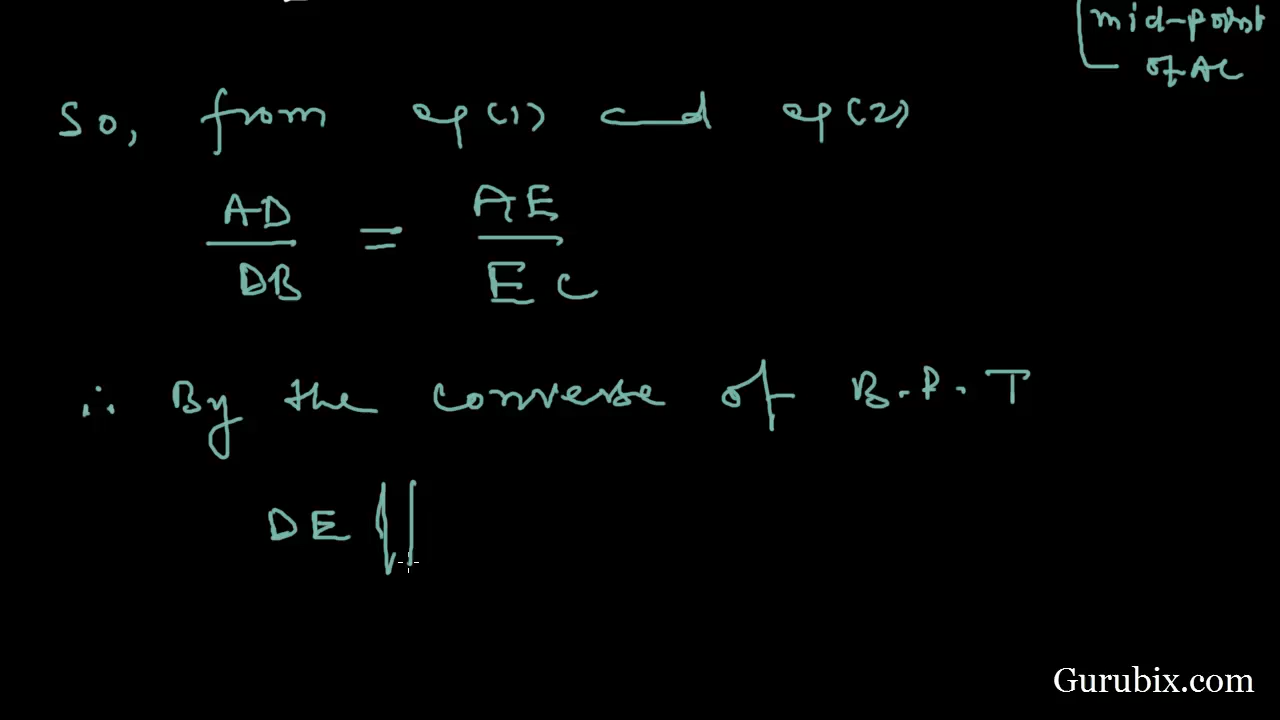 mid-point
of AC
So, from eq(1) and eq(2)
AD/DB = AE/EC
∴ By the converse of B.P.T
DE ||
Gurubix.com